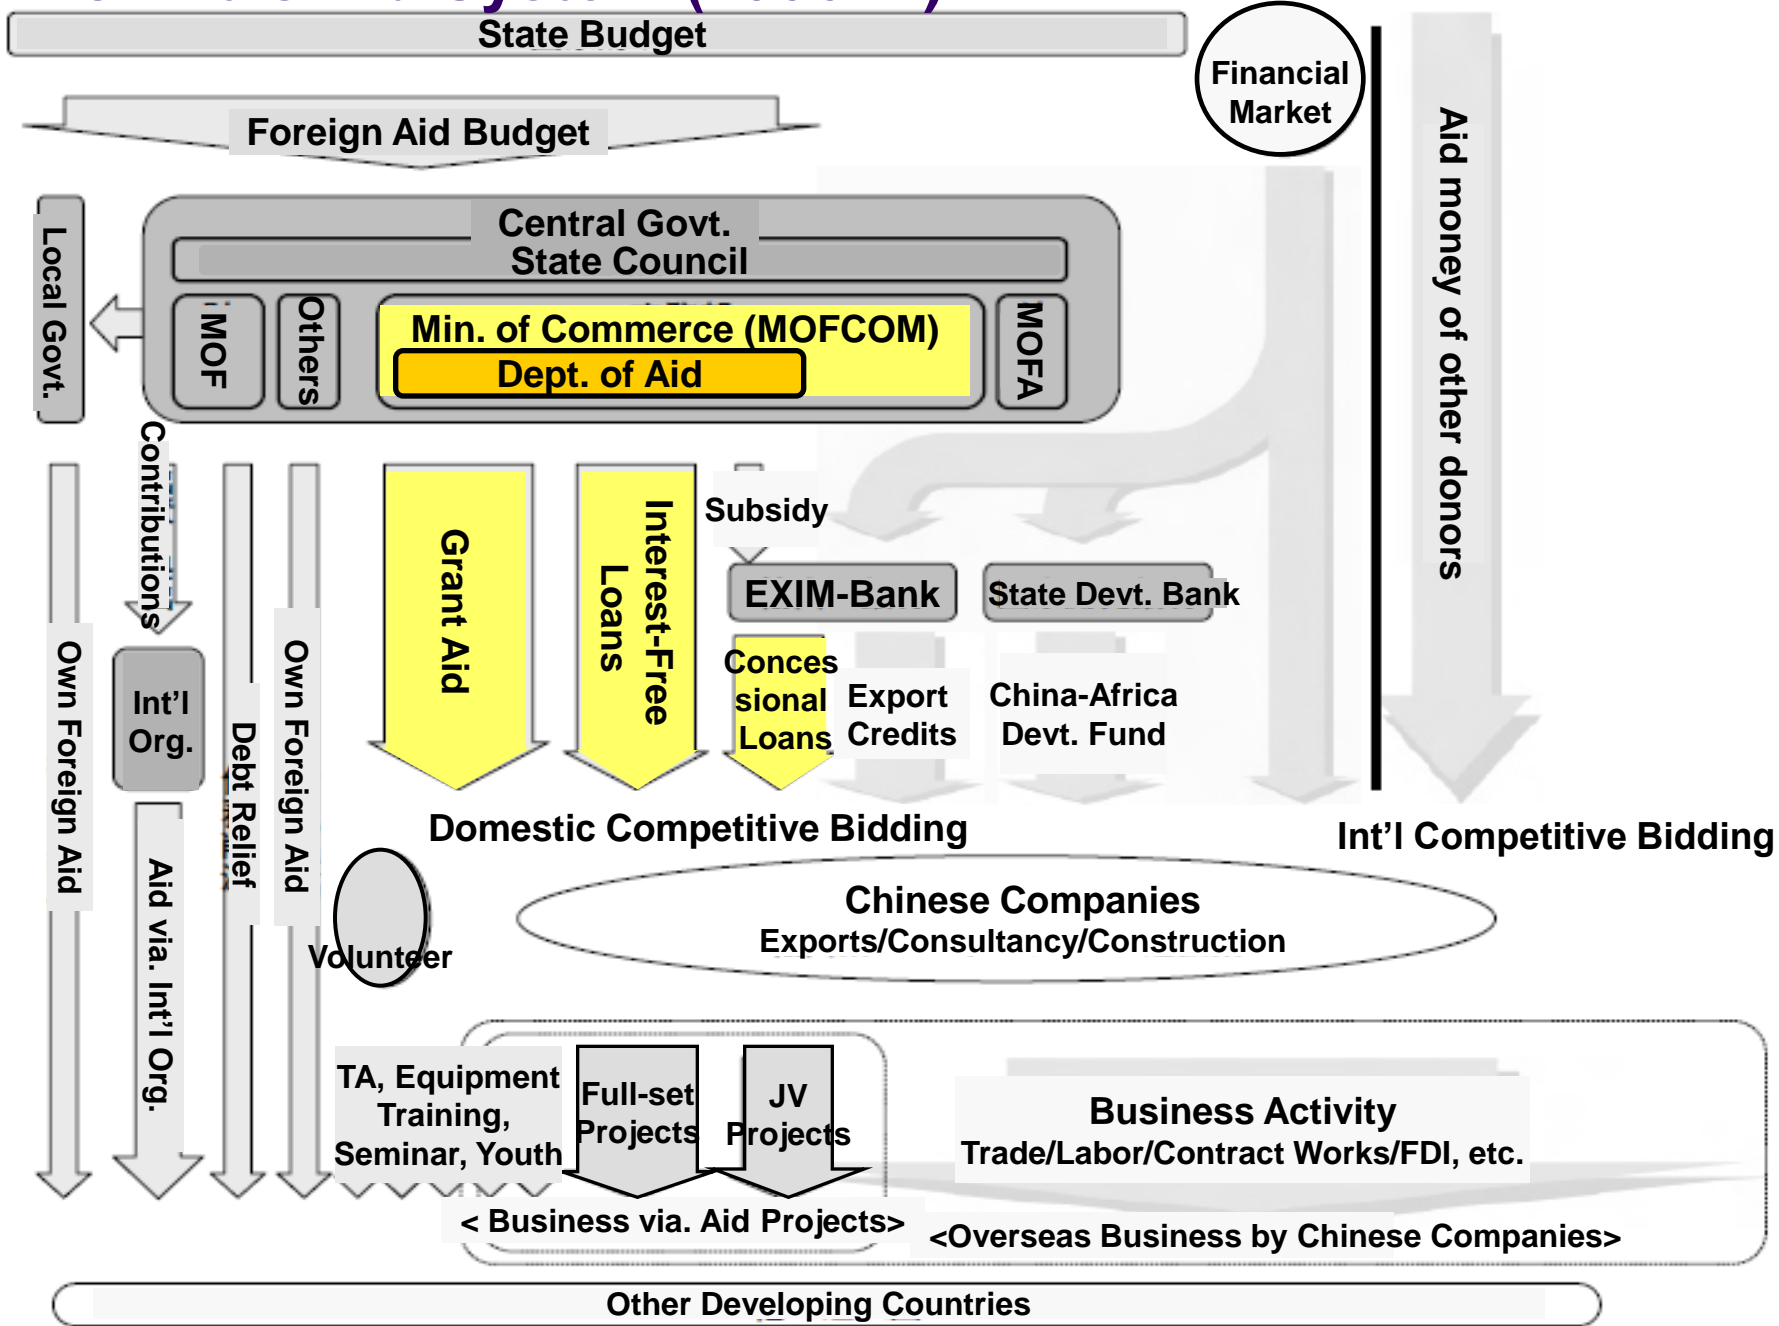 State Budget
Financial
Market
Foreign Aid Budget
Aid money of other donors
Local Govt.
Central Govt.
State Council
MOF
Others
Min. of Commerce (MOFCOM)
Dept. of Aid
MOFA
Contributions
Grant Aid
Interest-Free
Loans
Subsidy
EXIM-Bank
State Devt. Bank
Own Foreign Aid
Int'l
Org.
Debt Relief
Own Foreign Aid
Conces
sional
Loans
Export
Credits
China-Africa
Devt. Fund
Domestic Competitive Bidding
Int'l Competitive Bidding
Aid via. Int'l Org.
Volunteer
Chinese Companies
Exports/Consultancy/Construction
TA, Equipment
Training,
Seminar, Youth
Full-set
Projects
JV
Projects
Business Activity
Trade/Labor/Contract Works/FDI, etc.
< Business via. Aid Projects>
<Overseas Business by Chinese Companies>
Other Developing Countries